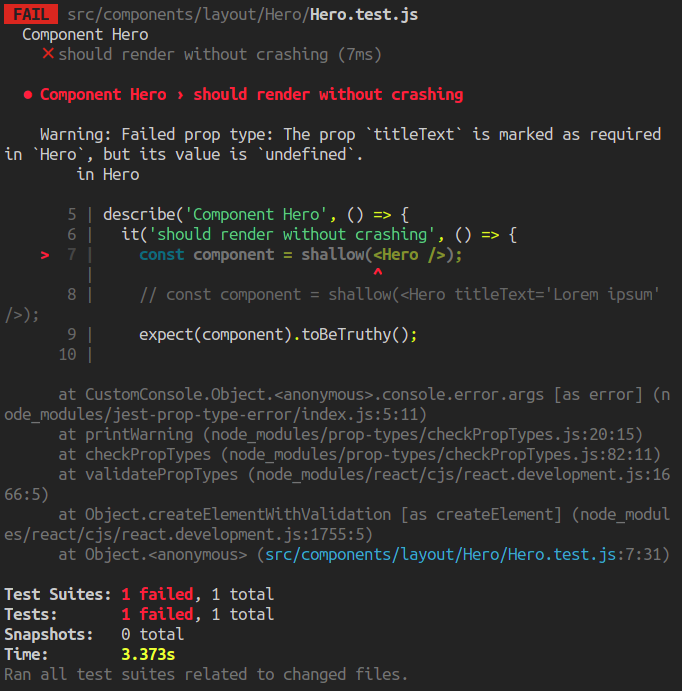 FAIL src/components/layout/Hero/Hero.test.js
Component Hero
✕ should render without crashing (7ms)
● Component Hero › should render without crashing
Warning: Failed prop type: The prop `titleText` is marked as required
in `Hero`, but its value is `undefined`.
in Hero
5 | describe('Component Hero', () => {
6 | it('should render without crashing', () => {
> 7 | const component = shallow(<Hero />);
| ^
8 | // const component = shallow(<Hero titleText='Lorem ipsum'
/>);
9 | expect(component).toBeTruthy();
10 |
at CustomConsole.Object.<anonymous>.console.error.args [as error] (n
ode_modules/jest-prop-type-error/index.js:5:11)
at printWarning (node_modules/prop-types/checkPropTypes.js:20:15)
at checkPropTypes (node_modules/prop-types/checkPropTypes.js:82:11)
at validatePropTypes (node_modules/react/cjs/react.development.js:16
66:5)
at Object.createElementWithValidation [as createElement] (node_modul
es/react/cjs/react.development.js:1755:5)
at Object.<anonymous> (src/components/layout/Hero/Hero.test.js:7:31)
Test Suites: 1 failed, 1 total
Tests: 1 failed, 1 total
Snapshots: 0 total
Time: 3.373s
Ran all test suites related to changed files.